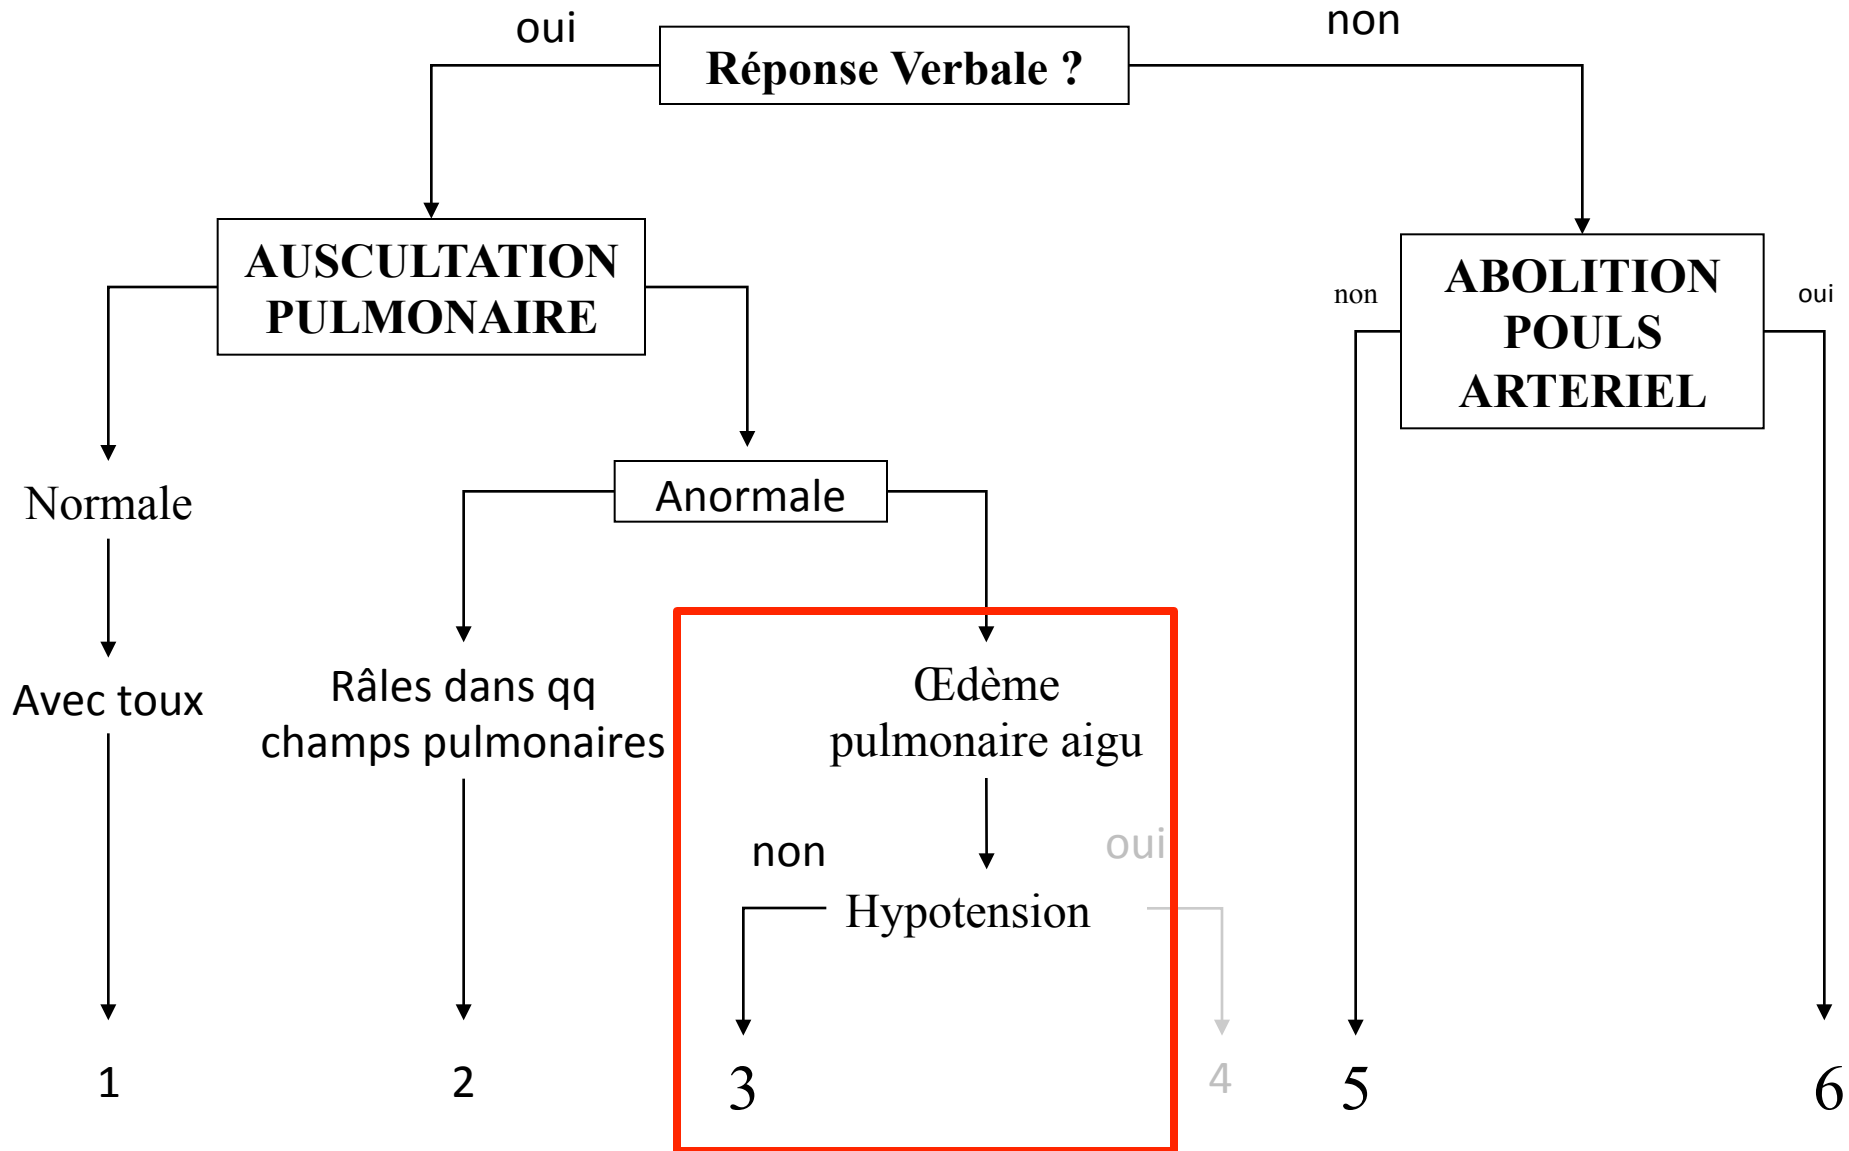 oui
non
Réponse Verbale ?
AUSCULTATION
PULMONAIRE
ABOLITION
POULS
ARTERIEL
non
oui
Normale
Anormale
Avec toux
Râles dans qq
champs pulmonaires
Œdème
pulmonaire aigu
non
oui
Hypotension
1
2
3
4
5
6